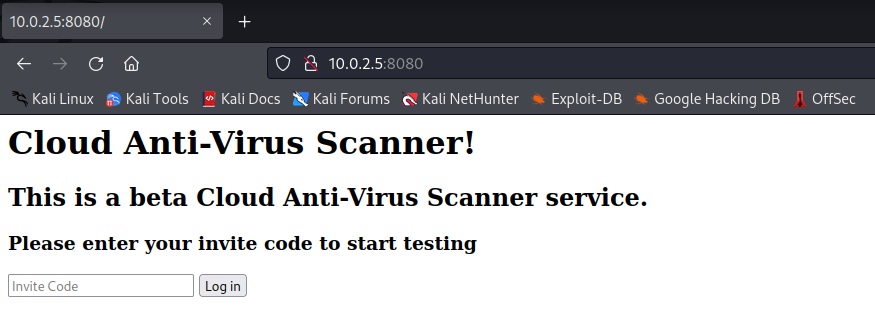 10.0.2.5:8080/
10.0.2.5:8080
Kali Linux Kali Tools Kali Docs Kali Forums Kali NetHunter Exploit-DB Google Hacking DB OffSec
Cloud Anti-Virus Scanner!
This is a beta Cloud Anti-Virus Scanner service.
Please enter your invite code to start testing
Invite Code Log in